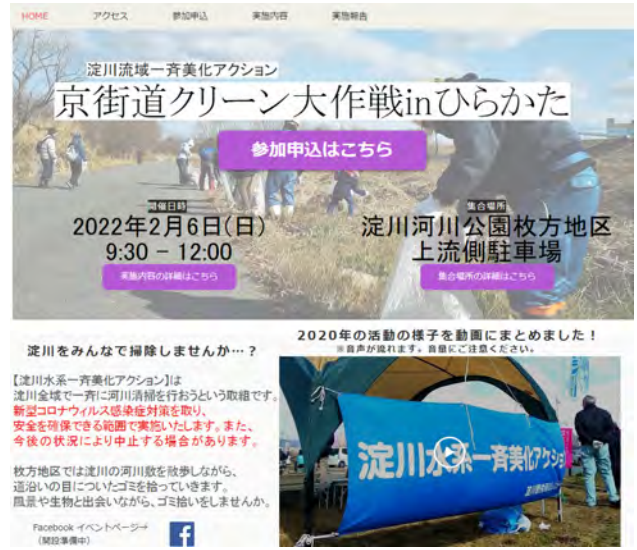 HOME アクセス 参加申込 実施内容 実施報告
淀川流域一斉美化アクション
京街道クリーン大作戦inひらかた
参加申込はこちら
開催日時
2022年2月6日(日)
9:30 – 12:00
実施内容の詳細はこちら
集合場所
淀川河川公園枚方地区
上流側駐車場
集合場所の詳細はこちら
淀川をみんなで掃除しませんか…？
【淀川水系一斉美化アクション】は
淀川全域で一斉に河川清掃を行おうという取組です。
新型コロナウィルス感染症対策を取り、
安全を確保できる範囲で実施いたします。また、
今後の状況により中止する場合があります。
枚方地区では淀川の河川敷を散歩しながら、
道沿いの目についたゴミを拾っていきます。
風景や生物と出会いながら、ゴミ拾いをしませんか。
Facebook イベントページ→
（開設準備中）
2020年の活動の様子を動画にまとめました！
※音声が流れます。音量にご注意ください。
淀川水系一斉美化アクション